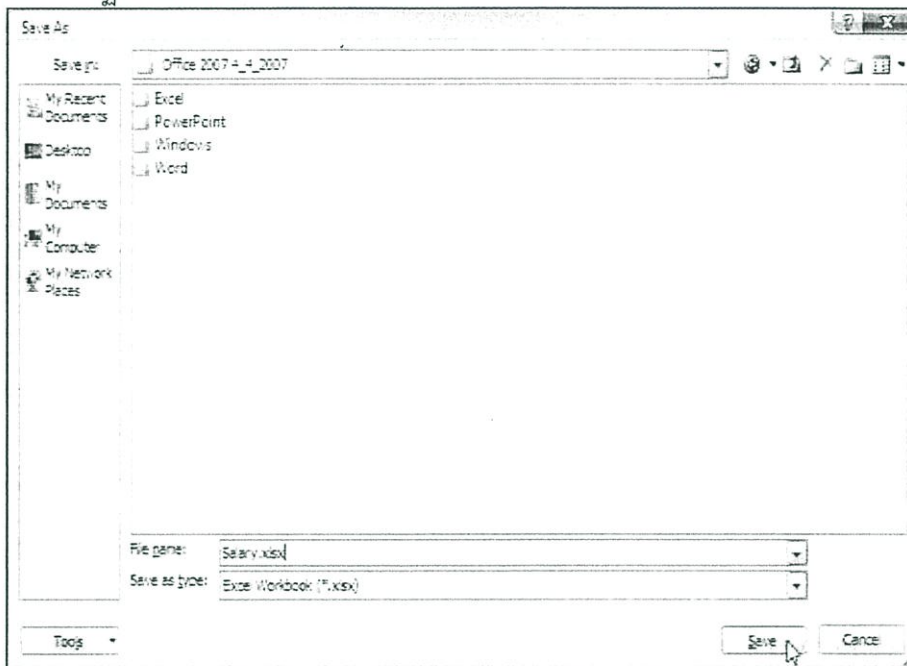 Save As
Save in:
Office 2007 4_4_2007
My Recent
Documents
Desktop
My
Documents
My
Computer
My Network
Places
Excel
PowerPoint
Windows
Word
File name:
Salary.xlsx
Save as type:
Excel Workbook (*.xlsx)
Tools
Save
Cancel